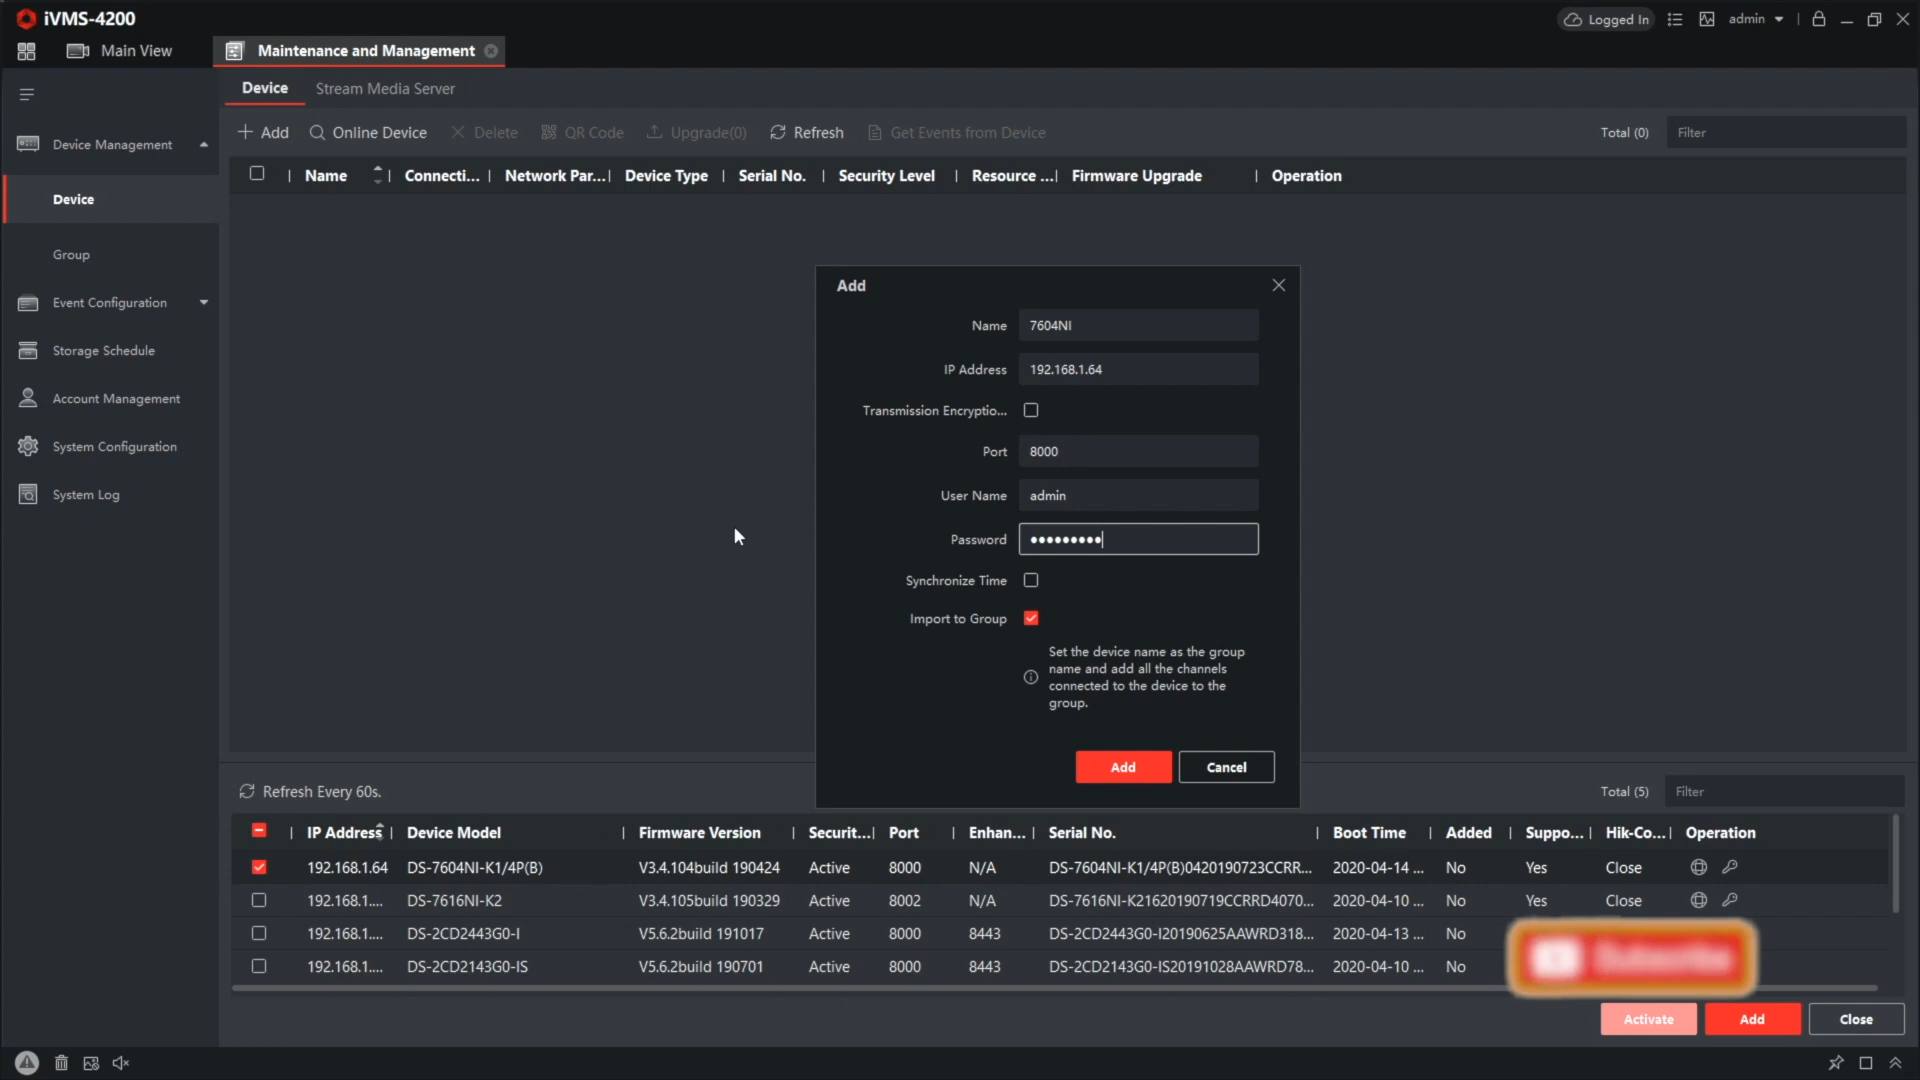 iVMS-4200
Logged In
admin
Main View
Maintenance and Management
Device
Stream Media Server
Add
Online Device
Delete
QR Code
Upgrade(0)
Refresh
Get Events from Device
Total (0)
Filter
Name
Connecti...
Network Par...
Device Type
Serial No.
Security Level
Resource ...
Firmware Upgrade
Operation
Device Management
Device
Group
Event Configuration
Storage Schedule
Account Management
System Configuration
System Log
Add
Name 7604NI
IP Address 192.168.1.64
Transmission Encryptio...
Port 8000
User Name admin
Password •••••••••
Synchronize Time
Import to Group
Set the device name as the group
name and add all the channels
connected to the device to the
group.
Add Cancel
Refresh Every 60s.
Total (5)
Filter
IP Address Device Model Firmware Version Securit... Port Enhan... Serial No. Boot Time Added Suppo... Hik-Co... Operation
192.168.1.64 DS-7604NI-K1/4P(B) V3.4.104build 190424 Active 8000 N/A DS-7604NI-K1/4P(B)0420190723CCRR... 2020-04-14 ... No Yes Close
192.168.1.... DS-7616NI-K2 V3.4.105build 190329 Active 8002 N/A DS-7616NI-K21620190719CCRRD4070... 2020-04-10 ... No Yes Close
192.168.1.... DS-2CD2443G0-I V5.6.2build 191017 Active 8000 8443 DS-2CD2443G0-I20190625AAWRD318... 2020-04-13 ... No
192.168.1.... DS-2CD2143G0-IS V5.6.2build 190701 Active 8000 8443 DS-2CD2143G0-IS20191028AAWRD78... 2020-04-10 ... No
Activate Add Close